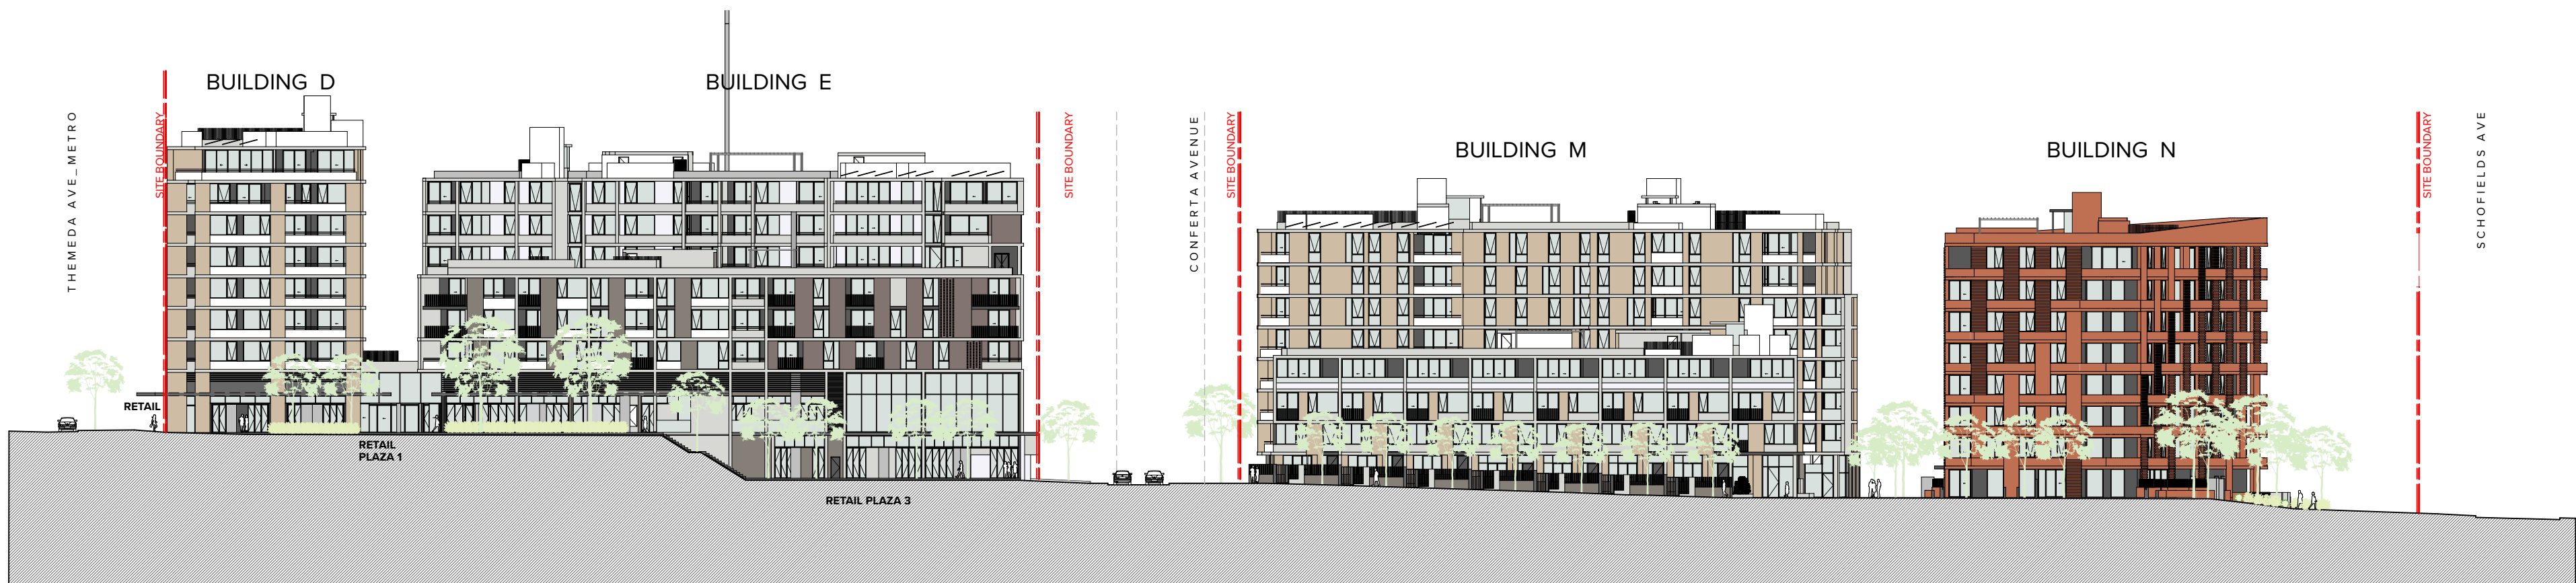 BUILDING D
BUILDING E
BUILDING M
BUILDING N
THEMEDA AVE_METRO
SITE BOUNDARY
SITE BOUNDARY
CONFERTA AVENUE
SITE BOUNDARY
SITE BOUNDARY
SCHOFIELDS AVE
RETAIL
RETAIL
PLAZA 1
RETAIL PLAZA 3